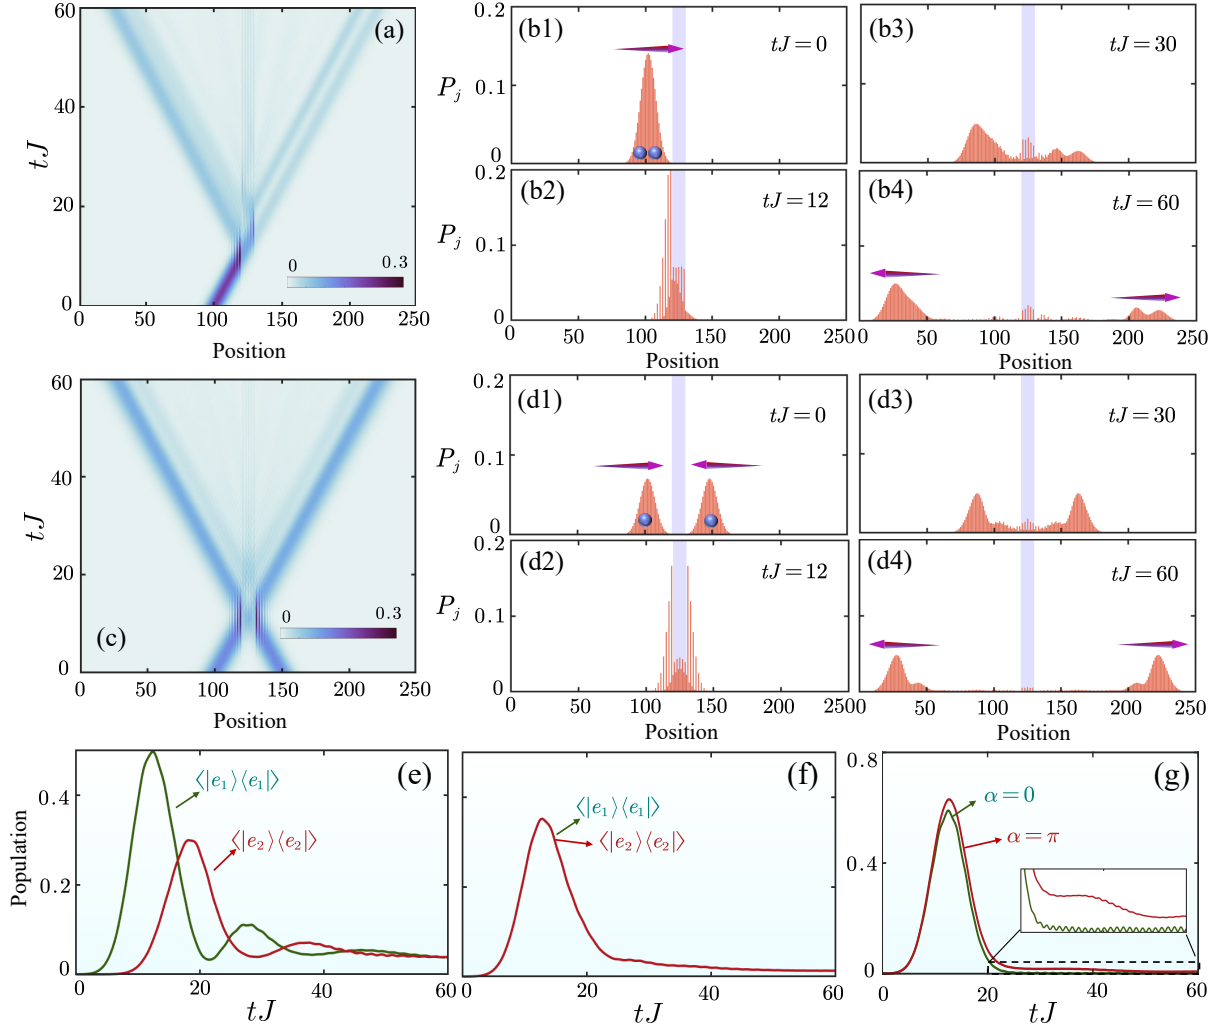 (a)
60
40
20
0
tJ
0 0.3
0 50 100 150 200 250
Position
(b1)
tJ = 0
0.2
0.1
0
P_j
(b2)
tJ = 12
0.2
0.1
0
P_j
0 50 100 150 200 250
Position
(b3)
tJ = 30
(b4)
tJ = 60
0 50 100 150 200 250
Position
(c)
60
40
20
0
tJ
0 0.3
0 50 100 150 200 250
Position
(d1)
tJ = 0
0.2
0.1
0
P_j
(d2)
tJ = 12
0.2
0.1
0
P_j
0 50 100 150 200 250
Position
(d3)
tJ = 30
(d4)
tJ = 60
0 50 100 150 200 250
Position
(e)
⟨|e₁⟩⟨e₁|⟩
⟨|e₂⟩⟨e₂|⟩
Population
0.4
0.2
0
0 20 40 60
tJ
(f)
⟨|e₁⟩⟨e₁|⟩
⟨|e₂⟩⟨e₂|⟩
0 20 40 60
tJ
(g)
α = 0
α = π
0.8
0.4
0
0 20 40 60
tJ